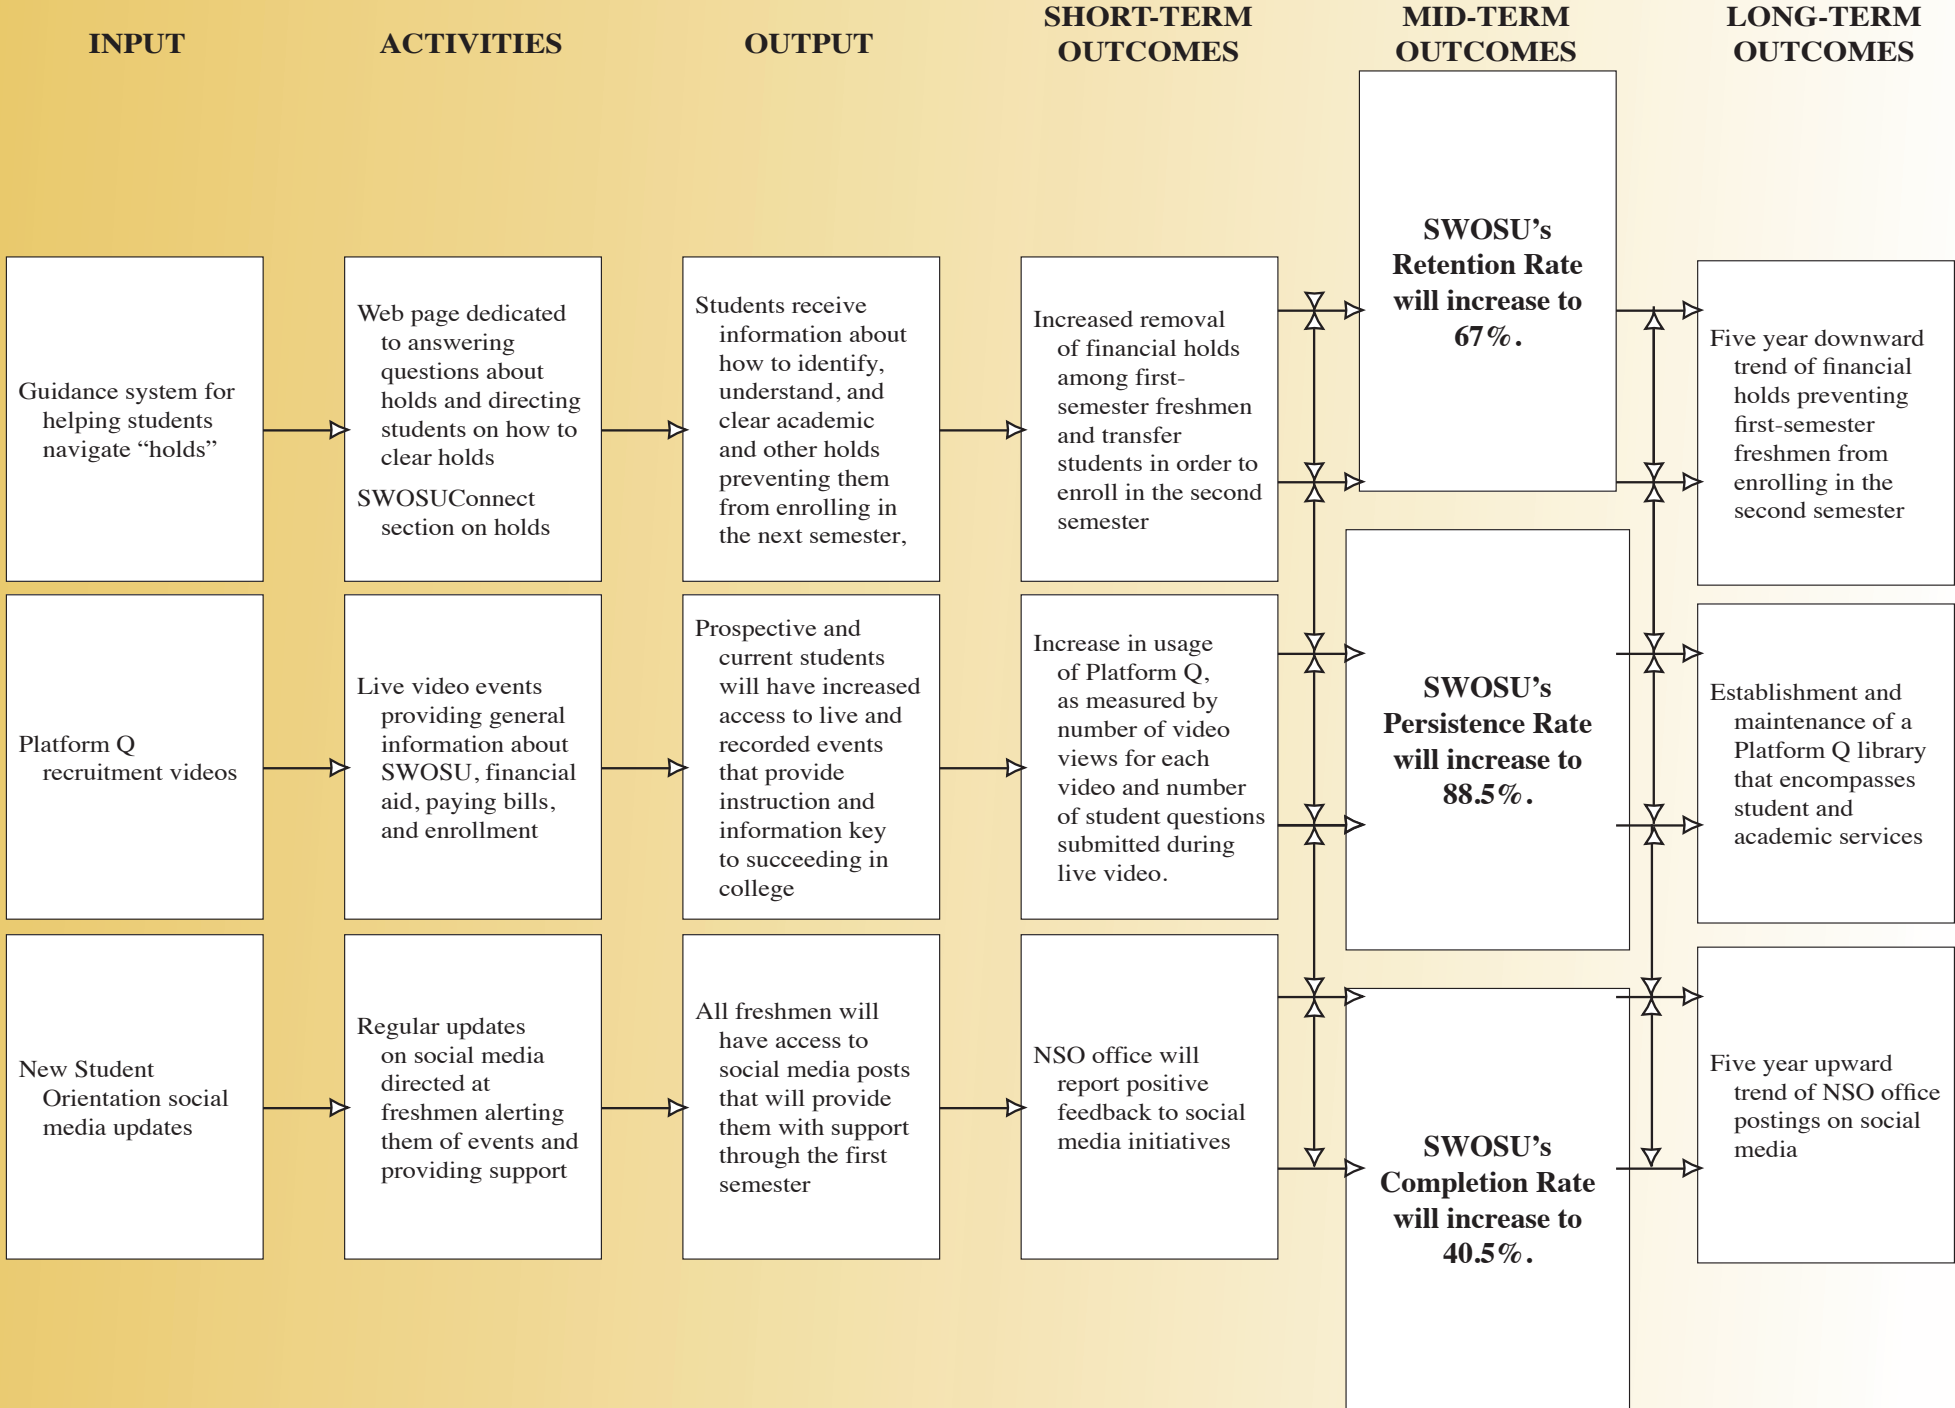 INPUT
ACTIVITIES
OUTPUT
SHORT-TERM
OUTCOMES
MID-TERM
OUTCOMES
LONG-TERM
OUTCOMES
Guidance system for
helping students
navigate “holds”
Web page dedicated
to answering
questions about
holds and directing
students on how to
clear holds
SWOSUConnect
section on holds
Students receive
information about
how to identify,
understand, and
clear academic
and other holds
preventing them
from enrolling in
the next semester,
Increased removal
of financial holds
among first-
semester freshmen
and transfer
students in order to
enroll in the second
semester
SWOSU’s
Retention Rate
will increase to
67%.
Five year downward
trend of financial
holds preventing
first-semester
freshmen from
enrolling in the
second semester
Platform Q
recruitment videos
Live video events
providing general
information about
SWOSU, financial
aid, paying bills,
and enrollment
Prospective and
current students
will have increased
access to live and
recorded events
that provide
instruction and
information key
to succeeding in
college
Increase in usage
of Platform Q,
as measured by
number of video
views for each
video and number
of student questions
submitted during
live video.
SWOSU’s
Persistence Rate
will increase to
88.5%.
Establishment and
maintenance of a
Platform Q library
that encompasses
student and
academic services
New Student
Orientation social
media updates
Regular updates
on social media
directed at
freshmen alerting
them of events and
providing support
All freshmen will
have access to
social media posts
that will provide
them with support
through the first
semester
NSO office will
report positive
feedback to social
media initiatives
SWOSU’s
Completion Rate
will increase to
40.5%.
Five year upward
trend of NSO office
postings on social
media